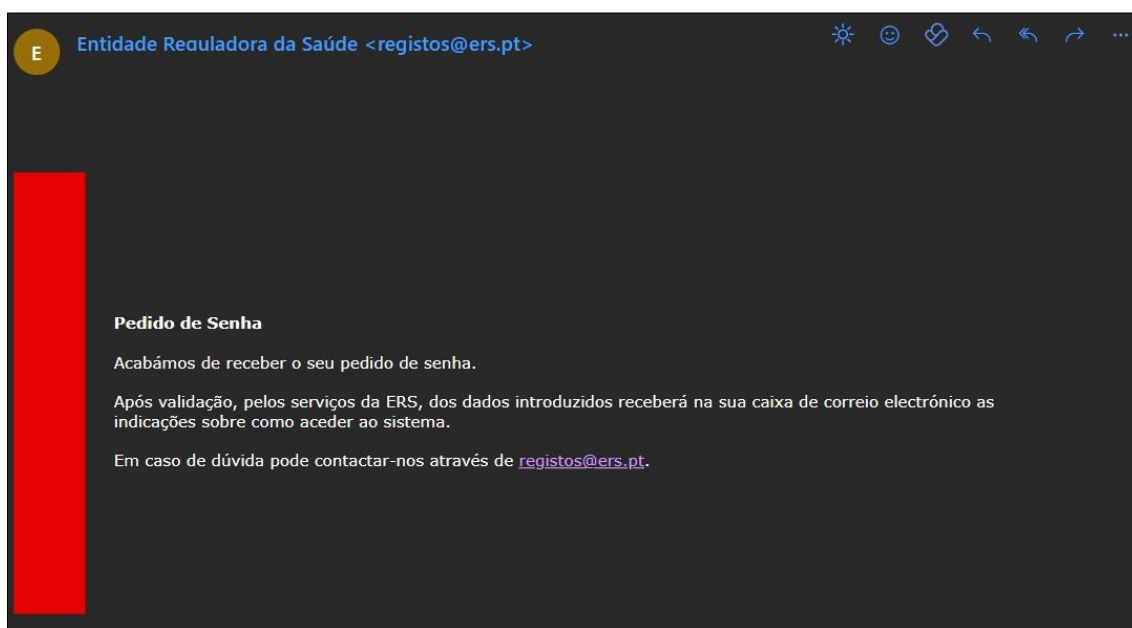 E
Entidade Reguladora da Saúde <registos@ers.pt>
Pedido de Senha
Acabámos de receber o seu pedido de senha.
Após validação, pelos serviços da ERS, dos dados introduzidos receberá na sua caixa de correio electrónico as
indicações sobre como aceder ao sistema.
Em caso de dúvida pode contactar-nos através de registos@ers.pt.